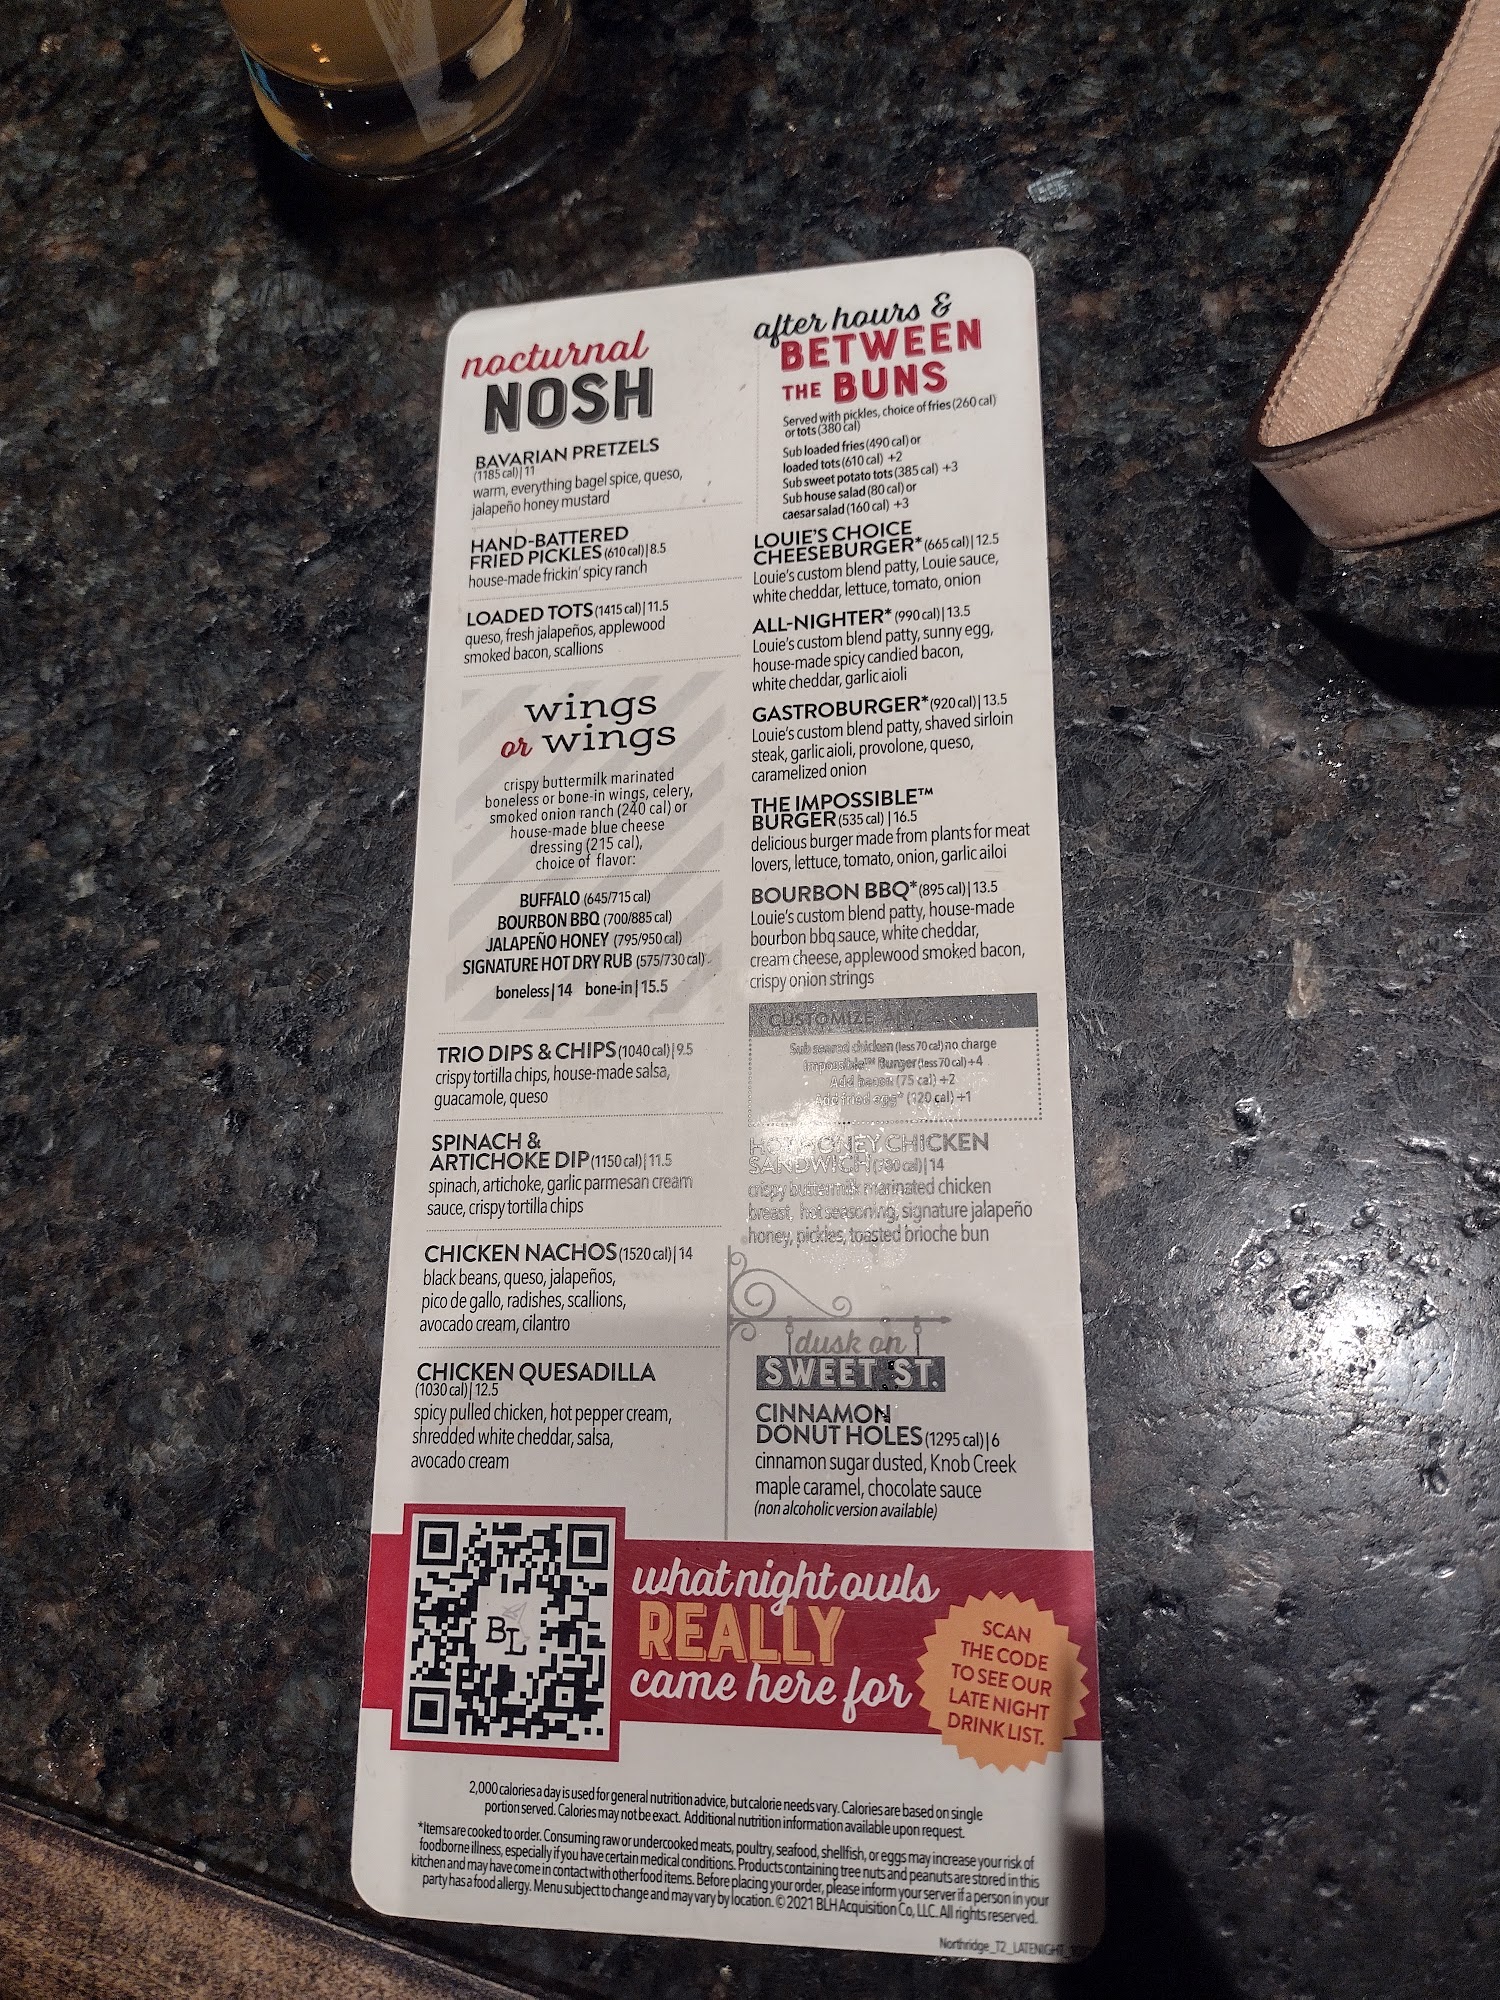 nocturnal
NOSH
BAVARIAN PRETZELS
(1185 cal) | 11
warm, everything bagel spice, queso,
jalapeño honey mustard
HAND-BATTERED
FRIED PICKLES (610 cal) | 8.5
house-made frickin' spicy ranch
LOADED TOTS (1415 cal) | 11.5
queso, fresh jalapeños, applewood
smoked bacon, scallions
wings
or wings
crispy buttermilk marinated
boneless or bone-in wings, celery,
smoked onion ranch (240 cal) or
house-made blue cheese
dressing (215 cal),
choice of flavor:
BUFFALO (645/715 cal)
BOURBON BBQ (700/885 cal)
JALAPEÑO HONEY (795/950 cal)
SIGNATURE HOT DRY RUB (575/730 cal)
boneless | 14 bone-in | 15.5
TRIO DIPS & CHIPS (1040 cal) | 9.5
crispy tortilla chips, house-made salsa,
guacamole, queso
SPINACH &
ARTICHOKE DIP (1150 cal) | 11.5
spinach, artichoke, garlic parmesan cream
sauce, crispy tortilla chips
CHICKEN NACHOS (1520 cal) | 14
black beans, queso, jalapeños,
pico de gallo, radishes, scallions,
avocado cream, cilantro
CHICKEN QUESADILLA
(1030 cal) | 12.5
spicy pulled chicken, hot pepper cream,
shredded white cheddar, salsa,
avocado cream
after hours &
BETWEEN
THE BUNS
Served with pickles, choice of fries (260 cal)
or tots (380 cal)
Sub loaded fries (490 cal) or
loaded tots (610 cal) +2
Sub sweet potato tots (385 cal) +3
Sub house salad (80 cal) or
caesar salad (160 cal) +3
LOUIE'S CHOICE
CHEESEBURGER* (665 cal) | 12.5
Louie's custom blend patty, Louie sauce,
white cheddar, lettuce, tomato, onion
ALL-NIGHTER* (990 cal) | 13.5
Louie's custom blend patty, sunny egg,
house-made spicy candied bacon,
white cheddar, garlic aioli
GASTROBURGER* (920 cal) | 13.5
Louie's custom blend patty, shaved sirloin
steak, garlic aioli, provolone, queso,
caramelized onion
THE IMPOSSIBLE™
BURGER (535 cal) | 16.5
delicious burger made from plants for meat
lovers, lettuce, tomato, onion, garlic ailoi
BOURBON BBQ* (895 cal) | 13.5
Louie's custom blend patty, house-made
bourbon bbq sauce, white cheddar,
cream cheese, applewood smoked bacon,
crispy onion strings
CUSTOMIZE
Sub seared chicken (less 70 cal) no charge
Impossible™ Burger (less 70 cal) +4
Add bacon (75 cal) +2
Add fried egg* (120 cal) +1
HOT HONEY CHICKEN
SANDWICH | 14
crispy buttermilk marinated chicken
breast, hot seasoning, signature jalapeño
honey, pickles, toasted brioche bun
dusk on
SWEET ST.
CINNAMON
DONUT HOLES (1295 cal) | 6
cinnamon sugar dusted, Knob Creek
maple caramel, chocolate sauce
(non alcoholic version available)
BL
what night owls
REALLY
came here for
SCAN
THE CODE
TO SEE OUR
LATE NIGHT
DRINK LIST.
2,000 calories a day is used for general nutrition advice, but calorie needs vary. Calories are based on single
portion served. Calories may not be exact. Additional nutrition information available upon request.
*Items are cooked to order. Consuming raw or undercooked meats, poultry, seafood, shellfish, or eggs may increase your risk of
foodborne illness, especially if you have certain medical conditions. Products containing tree nuts and peanuts are stored in this
kitchen and may have come in contact with other food items. Before placing your order, please inform your server if a person in your
party has a food allergy. Menu subject to change and may vary by location. © 2021 BLH Acquisition Co, LLC. All rights reserved.
Northridge_T2_LATENIGHT